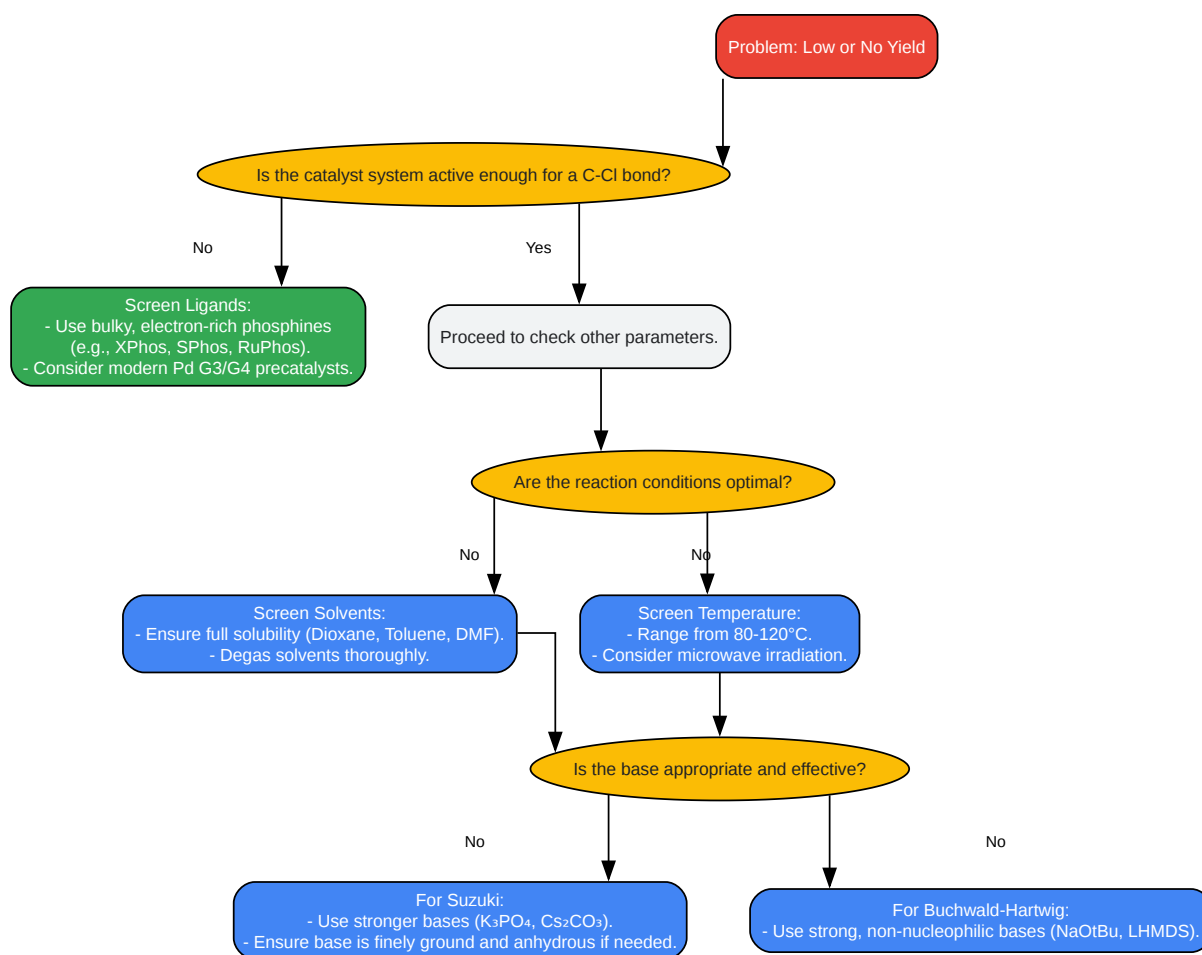 Problem: Low or No Yield
Is the catalyst system active enough for a C-Cl bond?
No
Yes
Screen Ligands:
- Use bulky, electron-rich phosphines
(e.g., XPhos, SPhos, RuPhos).
- Consider modern Pd G3/G4 precatalysts.
Proceed to check other parameters.
Are the reaction conditions optimal?
No
No
Screen Solvents:
- Ensure full solubility (Dioxane, Toluene, DMF).
- Degas solvents thoroughly.
Screen Temperature:
- Range from 80-120°C.
- Consider microwave irradiation.
Is the base appropriate and effective?
No
No
For Suzuki:
- Use stronger bases (K₃PO₄, Cs₂CO₃).
- Ensure base is finely ground and anhydrous if needed.
For Buchwald-Hartwig:
- Use strong, non-nucleophilic bases (NaOtBu, LHMDS).